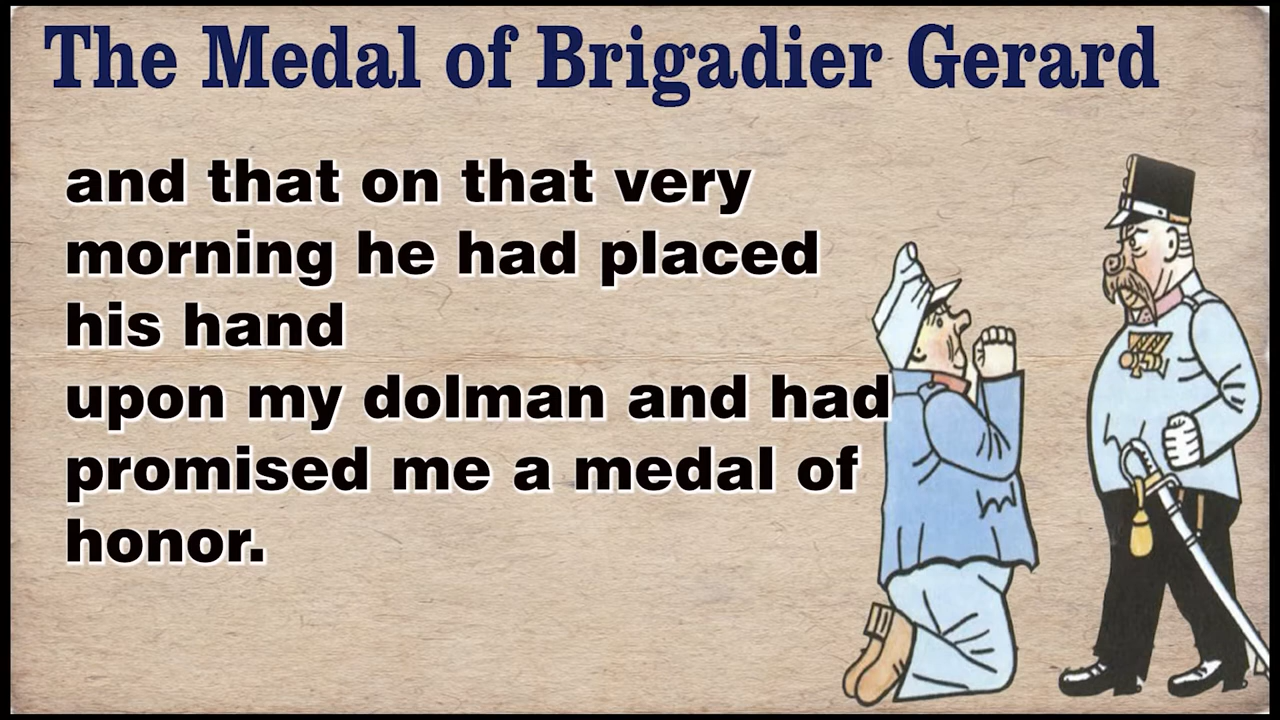 The Medal of Brigadier Gerard
and that on that very
morning he had placed
his hand
upon my dolman and had
promised me a medal of
honor.